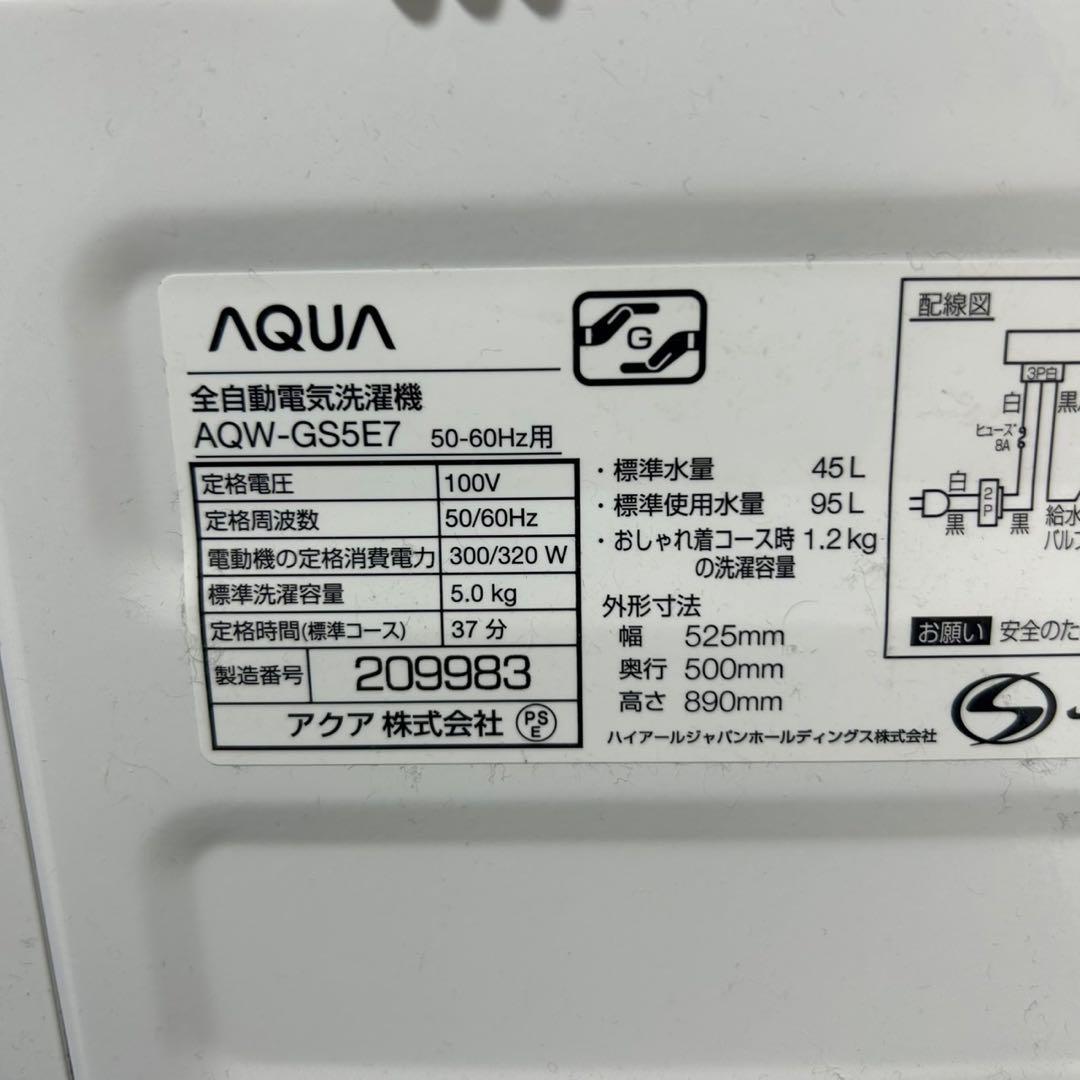 AQUA
G
全自動電気洗濯機
AQW-GS5E7 50-60Hz用
定格電圧 100V
定格周波数 50/60Hz
電動機の定格消費電力 300/320 W
標準洗濯容量 5.0 kg
定格時間(標準コース) 37 分
製造番号 209983
アクア 株式会社 PSE
・標準水量 45L
・標準使用水量 95L
・おしゃれ着コース時 1.2kg
の洗濯容量
外形寸法
幅 525mm
奥行 500mm
高さ 890mm
ハイアールジャパンホールディングス株式会社
配線図
3P白
白 黒
ヒューズ
8A
白 2P
黒 黒
給水
バルブ
お願い 安全のた